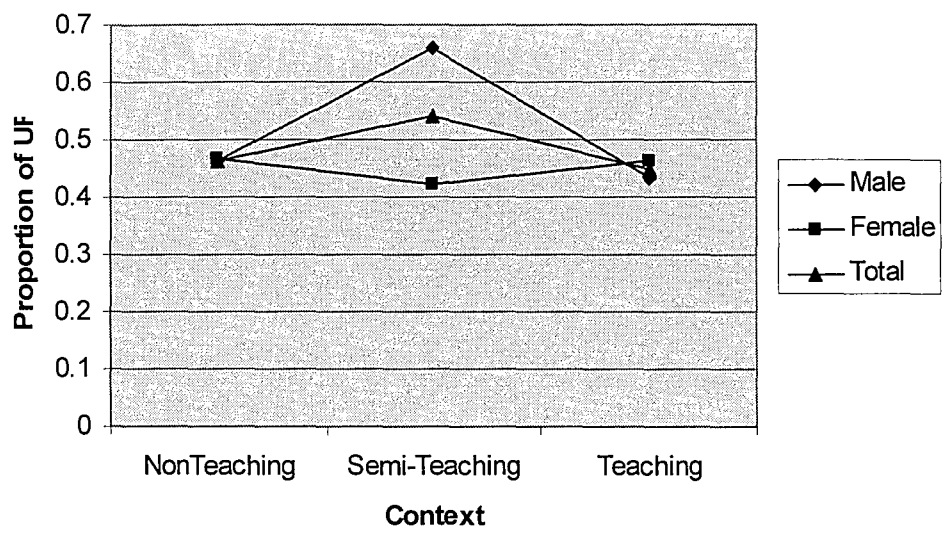 0.7
0.6
0.5
0.4
0.3
0.2
0.1
0
Proportion of UF
NonTeaching
Semi-Teaching
Teaching
Context
Male
Female
Total